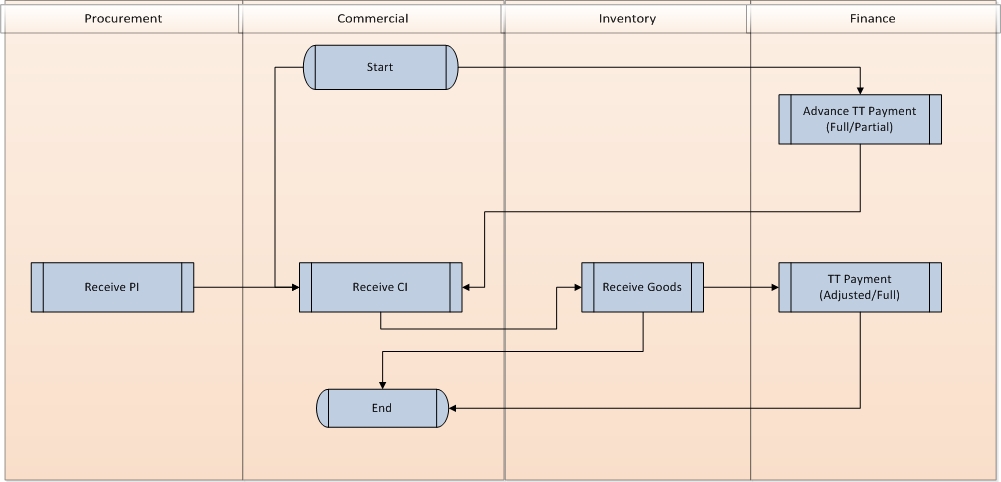 Procurement
Commercial
Inventory
Finance
Start
Advance TT Payment
(Full/Partial)
Receive PI
Receive CI
Receive Goods
TT Payment
(Adjusted/Full)
End